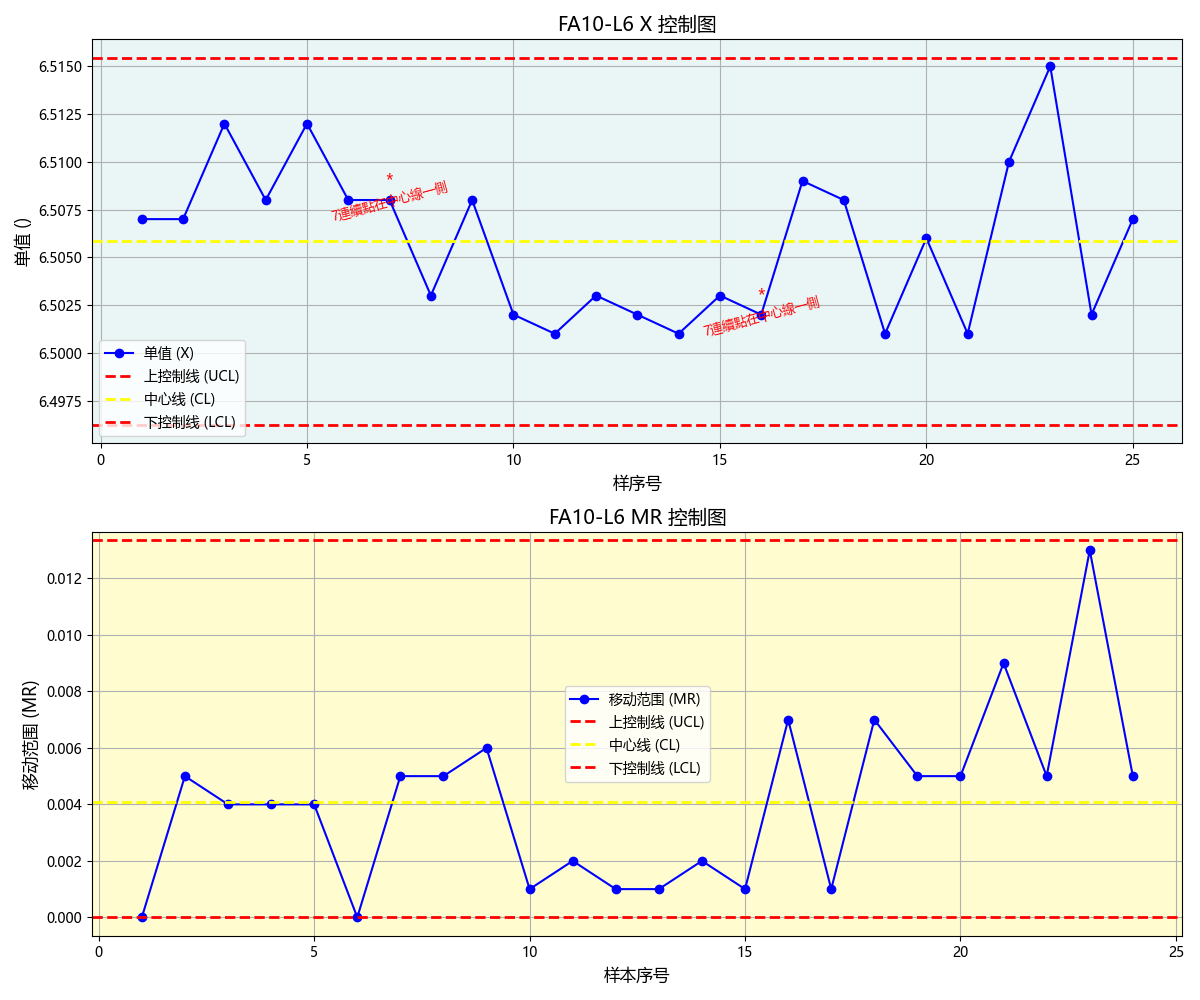 FA10-L6 X 控制图
单值 ()
6.5150
6.5125
6.5100
6.5075
6.5050
6.5025
6.5000
6.4975
*
7連續點在中心線一側
*
7連續點在中心線一側
单值 (X)
上控制线 (UCL)
中心线 (CL)
下控制线 (LCL)
0 5 10 15 20 25
样序号
FA10-L6 MR 控制图
移动范围 (MR)
0.012
0.010
0.008
0.006
0.004
0.002
0.000
移动范围 (MR)
上控制线 (UCL)
中心线 (CL)
下控制线 (LCL)
0 5 10 15 20 25
样本序号